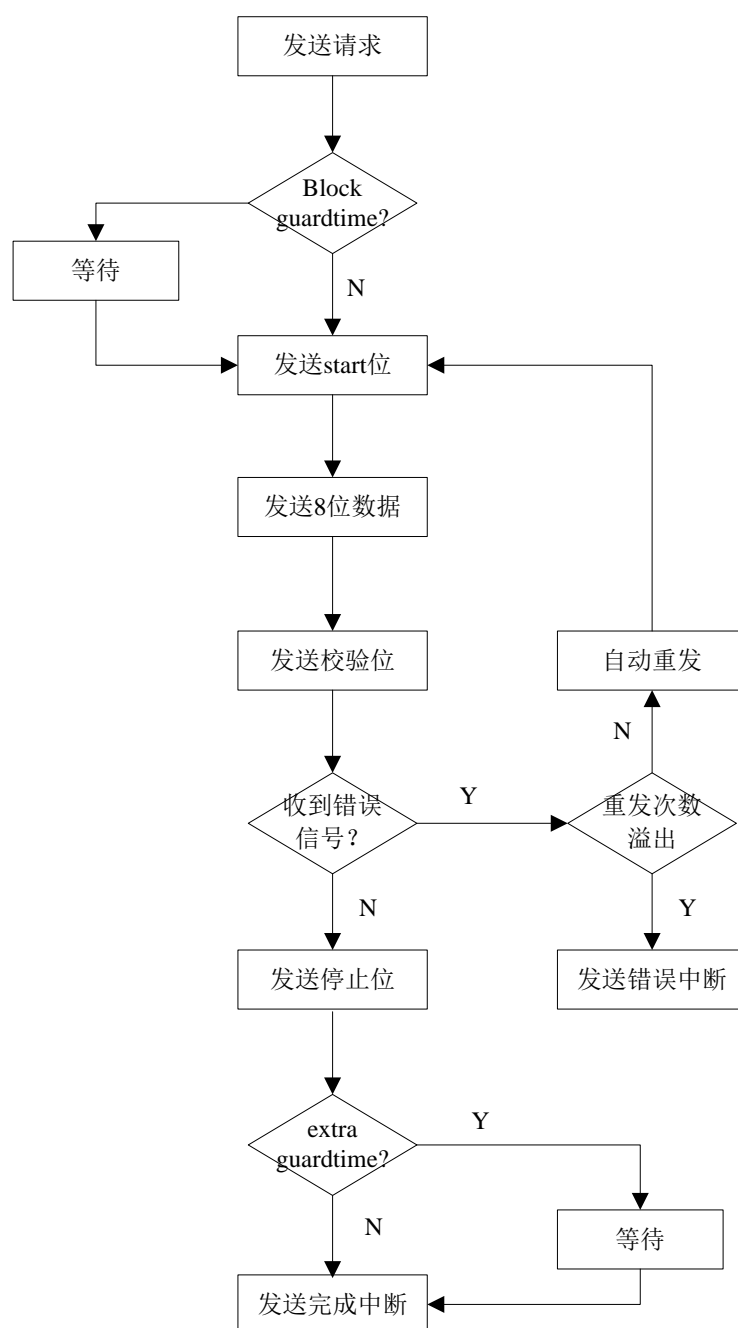 发送请求
Block
guardtime?
等待
N
发送start位
发送8位数据
发送校验位
自动重发
N
收到错误
信号？
Y
重发次数
溢出
N
Y
发送停止位
发送错误中断
extra
guardtime?
Y
N
等待
发送完成中断